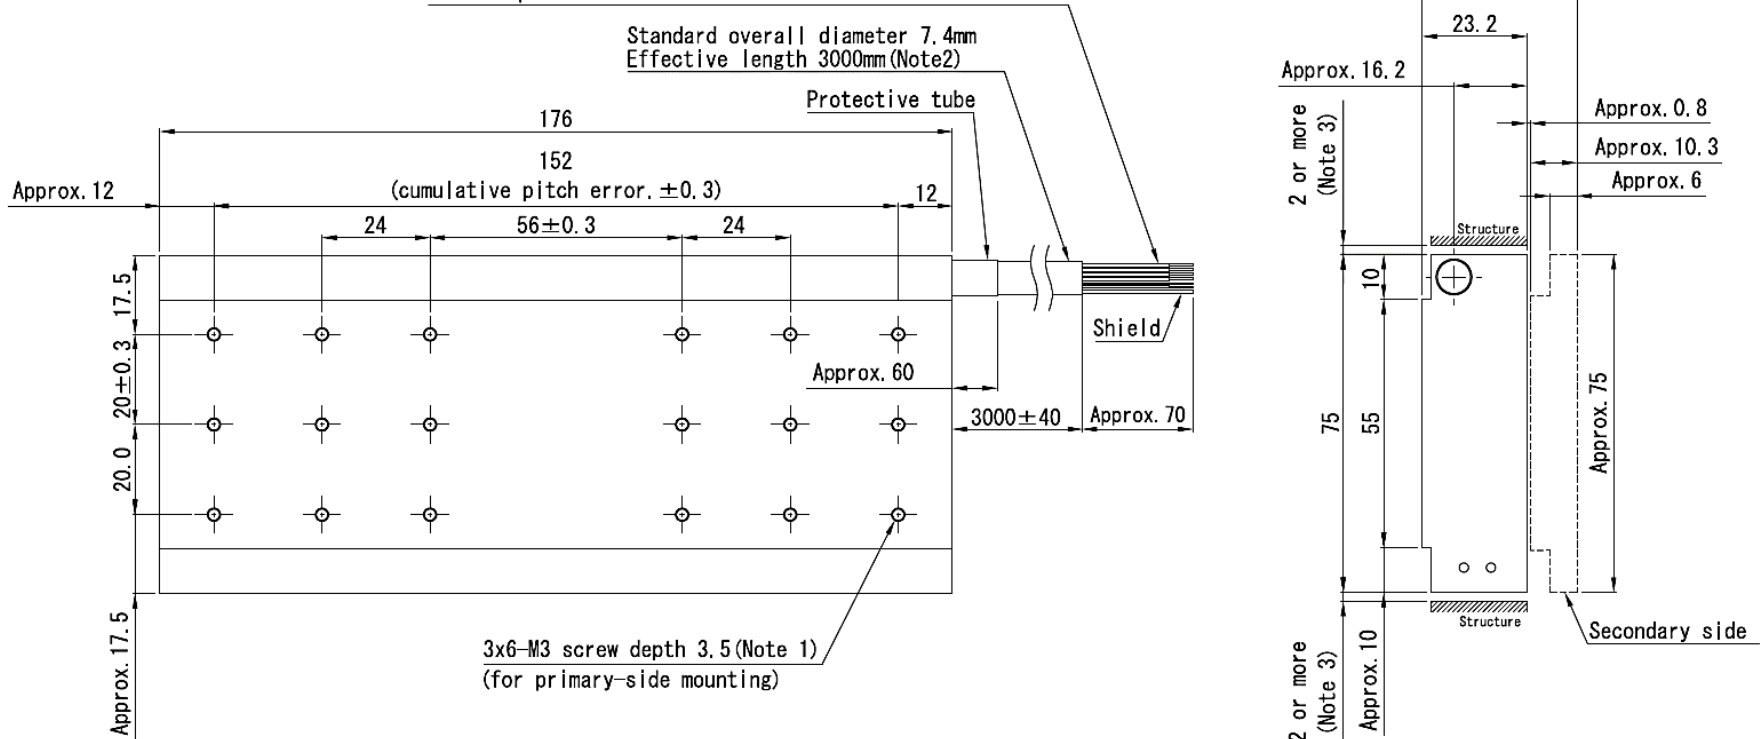 Standard overall diameter 7.4mm
Effective length 3000mm(Note2)
Protective tube
176
152
(cumulative pitch error. ±0.3)
Approx. 12
12
24
56±0.3
24
17.5
20±0.3
20.0
Approx. 17.5
Shield
Approx. 60
3000±40
Approx. 70
3x6-M3 screw depth 3.5(Note 1)
(for primary-side mounting)
23.2
Approx. 16.2
2 or more
(Note 3)
Approx. 0.8
Approx. 10.3
Approx. 6
Structure
10
75
55
Approx. 75
Structure
Secondary side
2 or more
(Note 3)
Approx. 10